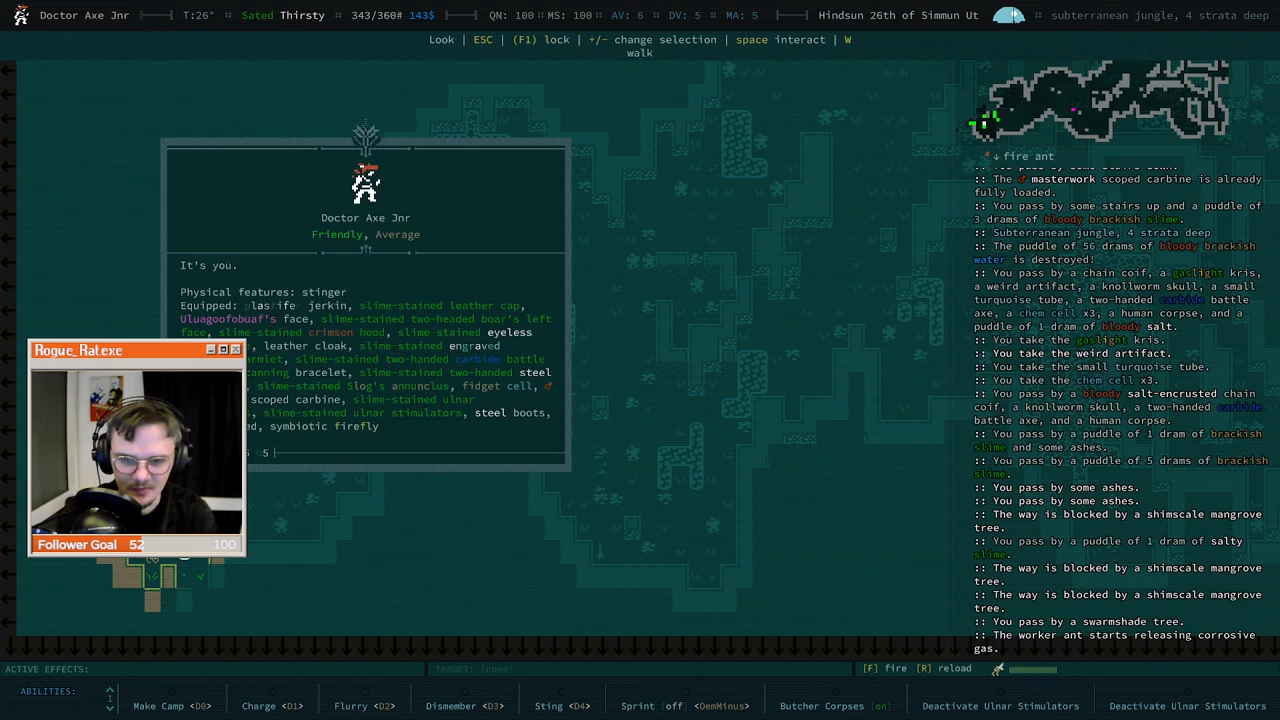 Doctor Axe Jnr
T:26°
Sated Thirsty
343/360# 143$
QN: 100
MS: 100
AV: 6
DV: 5
MA: 5
Hindsun 26th of Simmun Ut
subterranean jungle, 4 strata deep
Look | ESC | (F1) lock | +/- change selection | space interact | W
walk
Doctor Axe Jnr
Friendly, Average
It's you.
Physical features: stinger
jerkin, slime-stained leather cap,
Uluagoofobuaf's face, slime-stained two-headed boar's left
face, slime-stained crimson hood, slime-stained eyeless
, leather cloak, slime-stained engraved
armlet, slime-stained two-handed carbide battle
bracelet, slime-stained two-handed steel
, slime-stained Slog's annunclus, fidget cell, ♂
scoped carbine, slime-stained ulnar
, slime-stained ulnar stimulators, steel boots,
, symbiotic firefly
5
Rogue_Rat.exe
Follower Goal 52 100
↓ fire ant
:: The ♂ masterwork scoped carbine is already
fully loaded.
:: You pass by some stairs up and a puddle of
3 drams of bloody brackish slime.
:: Subterranean jungle, 4 strata deep
:: The puddle of 56 drams of bloody brackish
water is destroyed!
:: You pass by a chain coif, a gaslight kris,
a weird artifact, a knollworm skull, a small
turquoise tube, a two-handed carbide battle
axe, a chem cell x3, a human corpse, and a
puddle of 1 dram of bloody salt.
:: You take the gaslight kris.
:: You take the weird artifact.
:: You take the small turquoise tube.
:: You take the chem cell x3.
:: You pass by a bloody salt-encrusted chain
coif, a knollworm skull, a two-handed carbide
battle axe, and a human corpse.
:: You pass by a puddle of 1 dram of brackish
slime and some ashes.
:: You pass by a puddle of 5 drams of brackish
slime.
:: You pass by some ashes.
:: You pass by some ashes.
:: The way is blocked by a shimscale mangrove
tree.
:: You pass by a puddle of 1 dram of salty
slime.
:: The way is blocked by a shimscale mangrove
tree.
:: The way is blocked by a shimscale mangrove
tree.
:: You pass by a swarmshade tree.
:: The worker ant starts releasing corrosive
gas.
ACTIVE EFFECTS:
TARGET: [none]
[F] fire [R] reload
ABILITIES:
1
Make Camp <D0>
Charge <D1>
Flurry <D2>
Dismember <D3>
Sting <D4>
Sprint [off] <OemMinus>
Butcher Corpses [on]
Deactivate Ulnar Stimulators
Deactivate Ulnar Stimulators